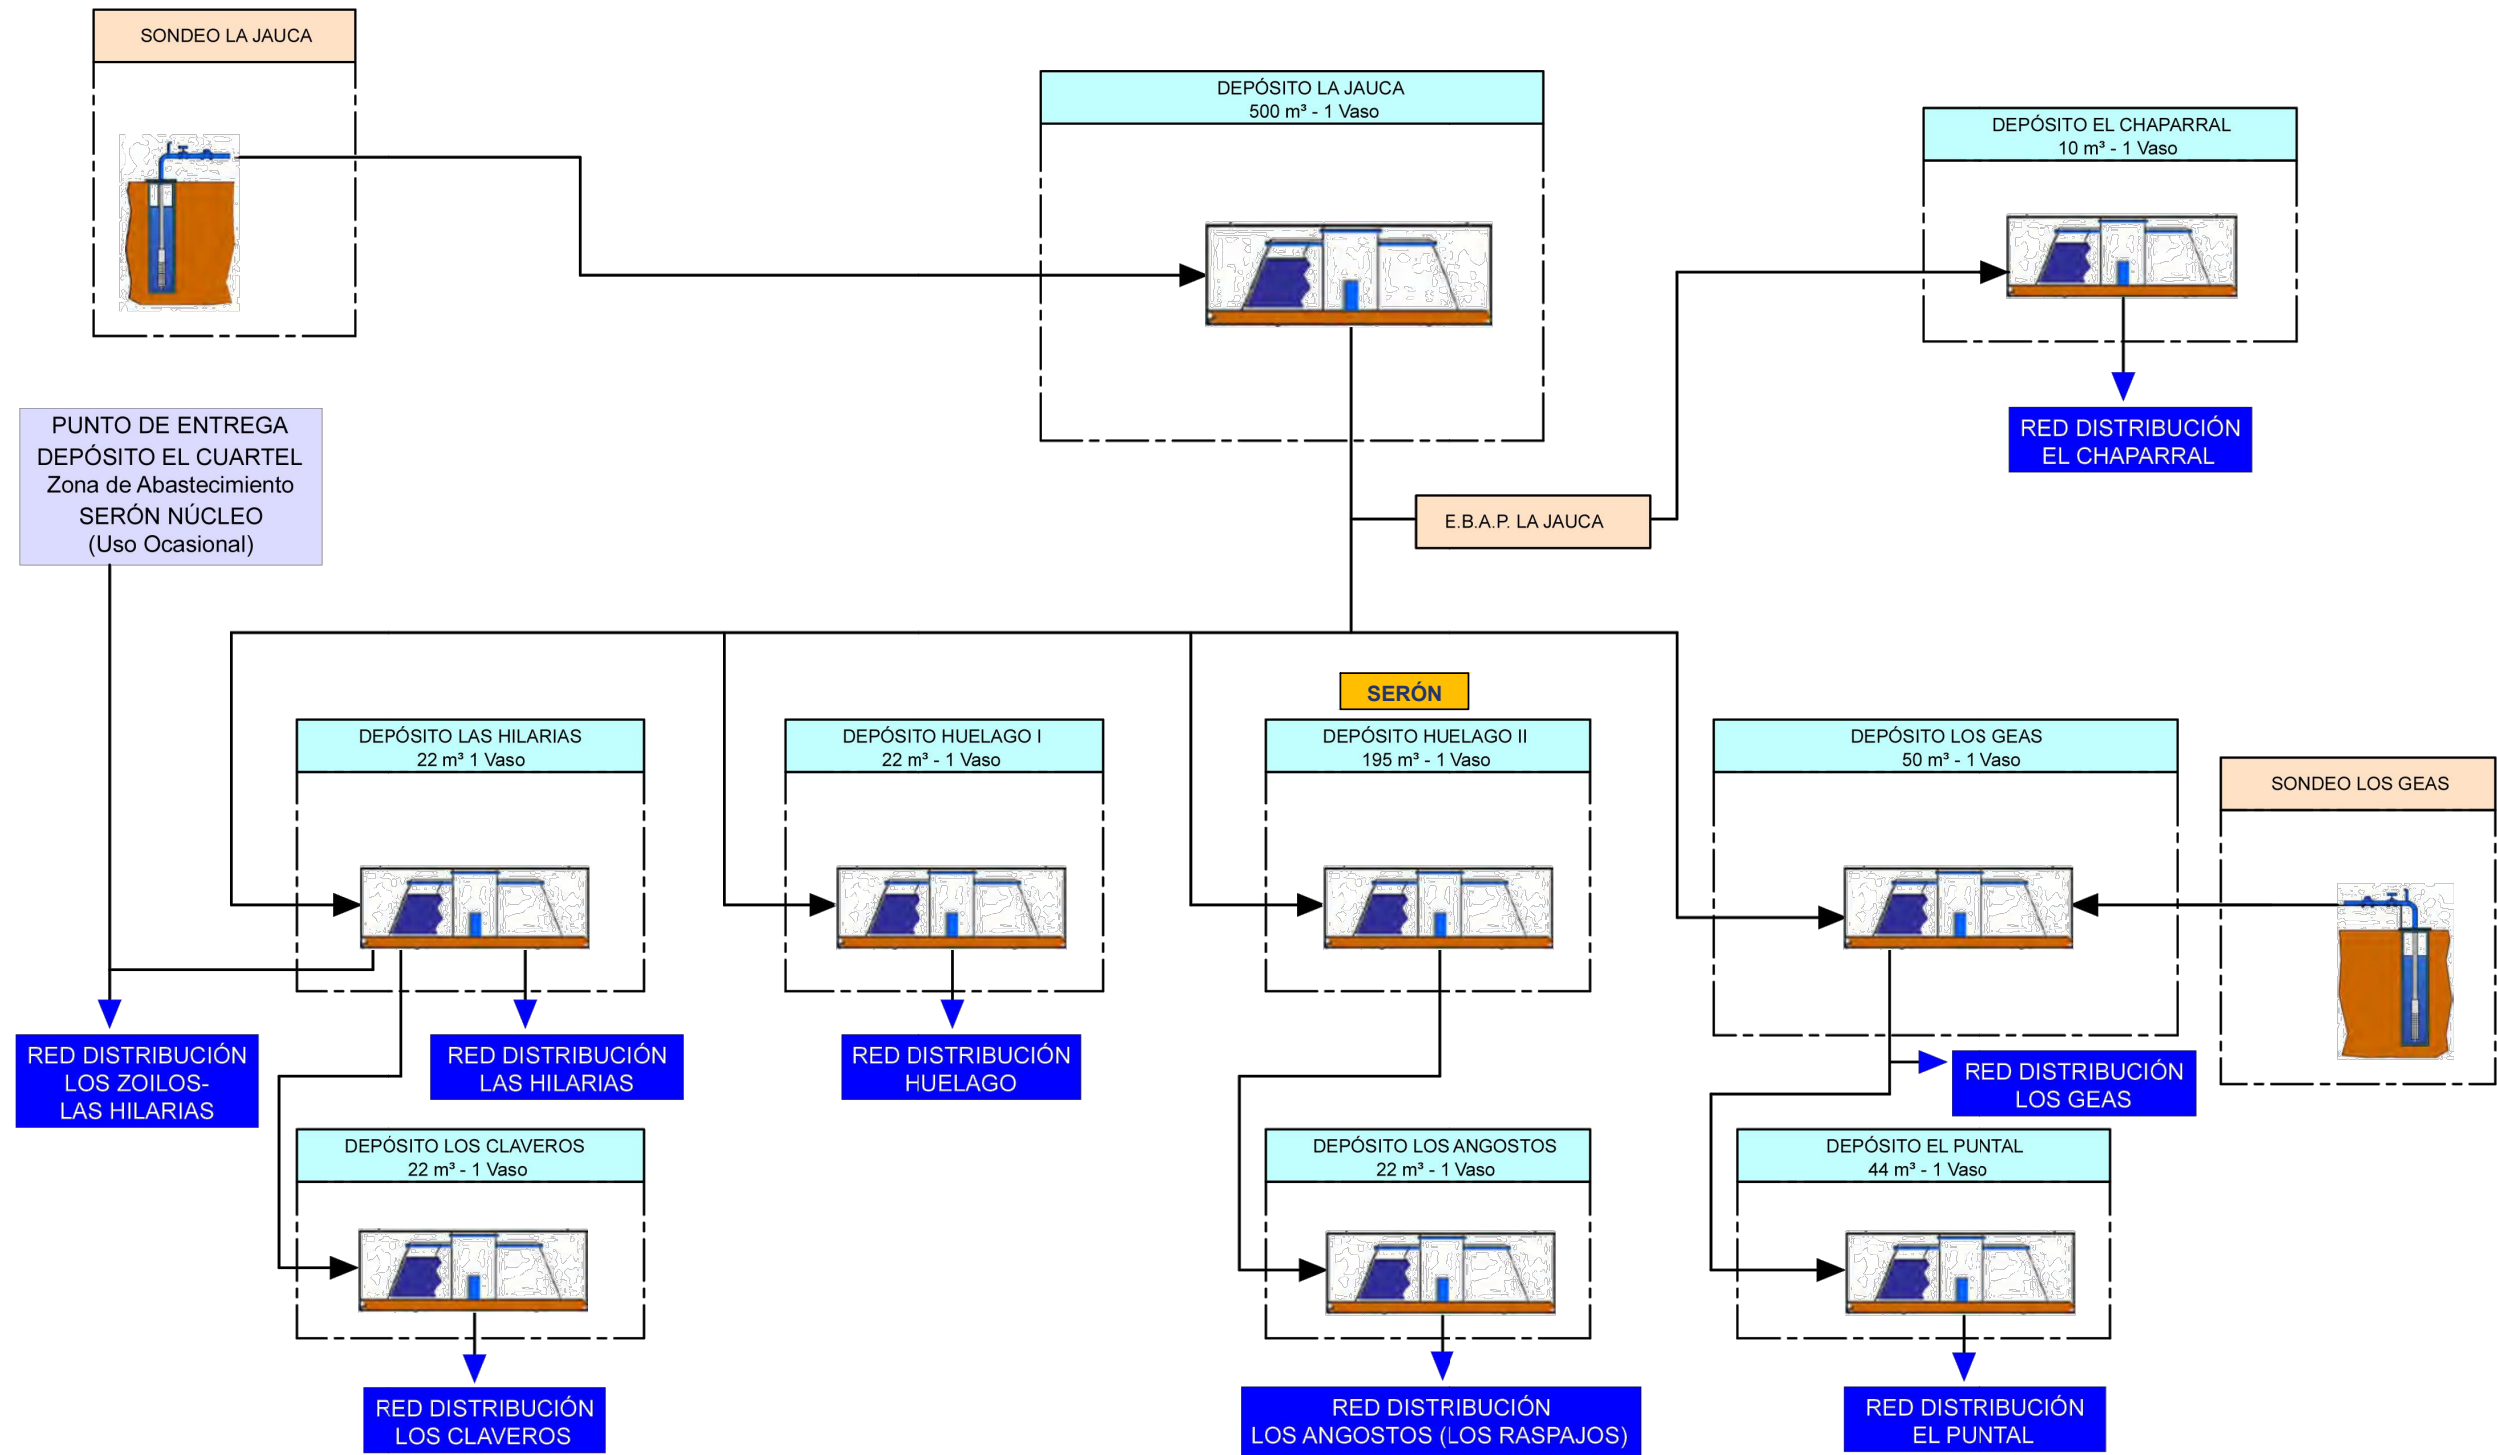 SONDEO LA JAUCA
DEPÓSITO LA JAUCA
500 m³ - 1 Vaso
DEPÓSITO EL CHAPARRAL
10 m³ - 1 Vaso
PUNTO DE ENTREGA
DEPÓSITO EL CUARTEL
Zona de Abastecimiento
SERÓN NÚCLEO
(Uso Ocasional)
RED DISTRIBUCIÓN
EL CHAPARRAL
E.B.A.P. LA JAUCA
SERÓN
DEPÓSITO LAS HILARIAS
22 m³ 1 Vaso
DEPÓSITO HUELAGO I
22 m³ - 1 Vaso
DEPÓSITO HUELAGO II
195 m³ - 1 Vaso
DEPÓSITO LOS GEAS
50 m³ - 1 Vaso
SONDEO LOS GEAS
RED DISTRIBUCIÓN
LOS ZOILOS-
LAS HILARIAS
RED DISTRIBUCIÓN
LAS HILARIAS
RED DISTRIBUCIÓN
HUELAGO
RED DISTRIBUCIÓN
LOS GEAS
DEPÓSITO LOS CLAVEROS
22 m³ - 1 Vaso
DEPÓSITO LOS ANGOSTOS
22 m³ - 1 Vaso
DEPÓSITO EL PUNTAL
44 m³ - 1 Vaso
RED DISTRIBUCIÓN
LOS CLAVEROS
RED DISTRIBUCIÓN
LOS ANGOSTOS (LOS RASPAJOS)
RED DISTRIBUCIÓN
EL PUNTAL